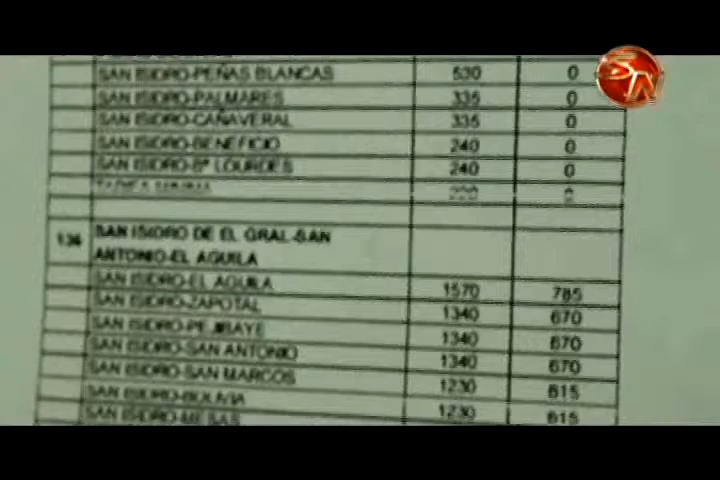 SAN ISIDRO-PEÑAS BLANCAS 530 0
SAN ISIDRO-PALMARES 335 0
SAN ISIDRO-CAÑAVERAL 335 0
SAN ISIDRO-BENEFICIO 240 0
SAN ISIDRO-Bº LOURDES 240 0
136 SAN ISIDRO DE EL GRAL-SAN
ANTONIO-EL AGUILA
SAN ISIDRO-EL AGUILA 1570 785
SAN ISIDRO-ZAPOTAL 1340 670
SAN ISIDRO-PEJIBAYE 1340 670
SAN ISIDRO-SAN ANTONIO 1340 670
SAN ISIDRO-SAN MARCOS 1230 615
SAN ISIDRO-BOLIVIA 1230 615
SAN ISIDRO-MESAS